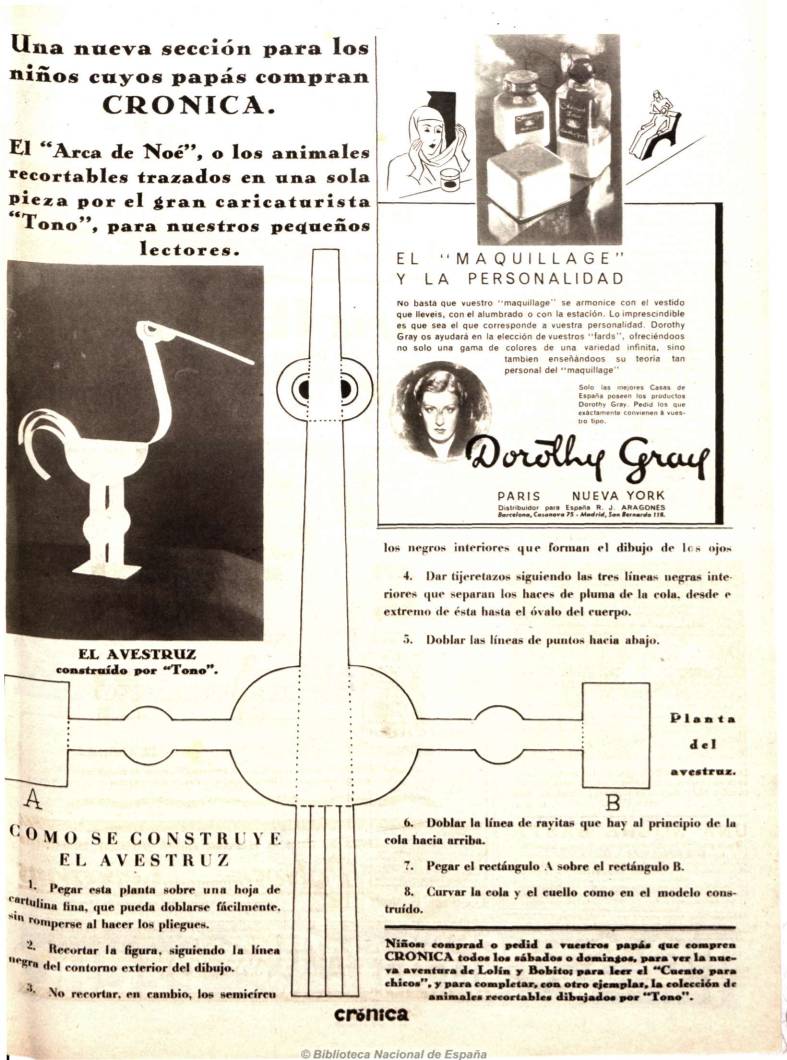 Una nueva sección para los
niños cuyos papás compran
CRONICA.
El "Arca de Noé", o los animales
recortables trazados en una sola
pieza por el gran caricaturista
"Tono", para nuestros pequeños
lectores.
EL AVESTRUZ
construído por "Tono".
EL "MAQUILLAGE"
Y LA PERSONALIDAD
No basta que vuestro "maquillage" se armonice con el vestido
que lleveis, con el alumbrado o con la estación. Lo imprescindible
es que sea el que corresponde a vuestra personalidad. Dorothy
Gray os ayudará en la elección de vuestros "fards", ofreciéndoos
no solo una gama de colores de una variedad infinita, sino
tambien enseñándoos su teoria tan
personal del "maquillage"
Solo las mejores Casas de
España poseen los productos
Dorothy Gray. Pedid los que
exáctamente convienen à vues-
tro tipo.
Dorothy Gray
PARIS NUEVA YORK
Distribuidor para España R. J. ARAGONÉS
Barcelona, Casanova 75 - Madrid, San Bernardo 118.
A
B
Planta
del
avestruz.
COMO SE CONSTRUYE
EL AVESTRUZ
1. Pegar esta planta sobre una hoja de
cartulina fina, que pueda doblarse fácilmente,
sin romperse al hacer los pliegues.
2. Recortar la figura, siguiendo la línea
negra del contorno exterior del dibujo.
3. No recortar, en cambio, los semicírcu
los negros interiores que forman el dibujo de los ojos
4. Dar tijeretazos siguiendo las tres líneas negras inte-
riores que separan los haces de pluma de la cola, desde e
extremo de ésta hasta el óvalo del cuerpo.
5. Doblar las líneas de puntos hacia abajo.
6. Doblar la línea de rayitas que hay al principio de la
cola hacia arriba.
7. Pegar el rectángulo A sobre el rectángulo B.
8. Curvar la cola y el cuello como en el modelo cons-
truído.
Niños: comprad o pedid a vuestros papás que compren
CRONICA todos los sábados o domingos, para ver la nue-
va aventura de Lolín y Bobito; para leer el "Cuento para
chicos", y para completar, con otro ejemplar, la colección de
animales recortables dibujados por "Tono".
crónica
© Biblioteca Nacional de España